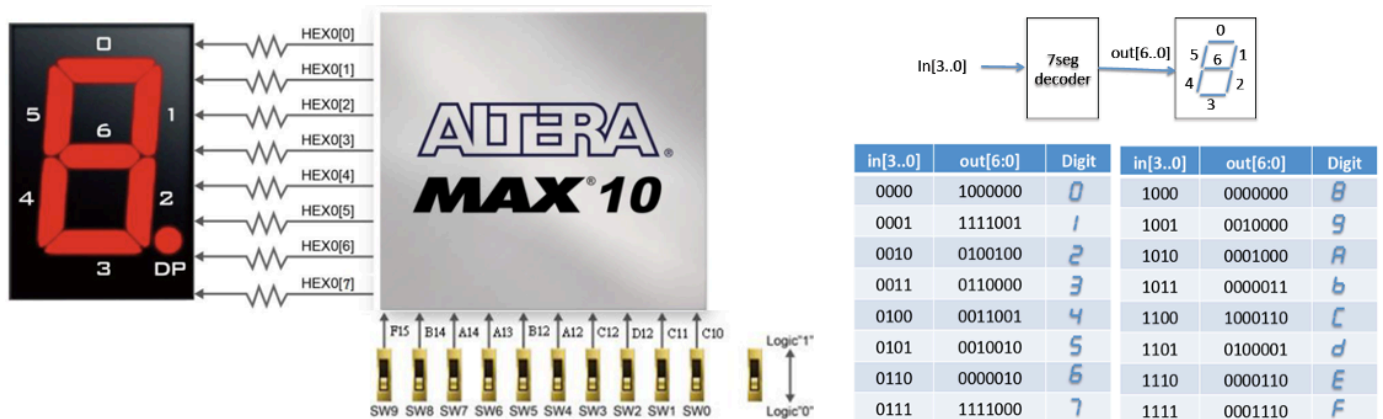 0
5
1
6
4
2
3
DP
HEX0[0]
HEX0[1]
HEX0[2]
HEX0[3]
HEX0[4]
HEX0[5]
HEX0[6]
HEX0[7]
ALTERA®
MAX® 10
F15 B14 A14 A13 B12 A12 C12 D12 C11 C10
SW9 SW8 SW7 SW6 SW5 SW4 SW3 SW2 SW1 SW0
Logic"1"
Logic"0"
In[3..0]
7seg
decoder
out[6..0]
0
5 6 1
4 2
3
in[3..0] out[6:0] Digit
0000 1000000 0
0001 1111001 1
0010 0100100 2
0011 0110000 3
0100 0011001 4
0101 0010010 5
0110 0000010 6
0111 1111000 7
in[3..0] out[6:0] Digit
1000 0000000 8
1001 0010000 9
1010 0001000 A
1011 0000011 b
1100 1000110 C
1101 0100001 d
1110 0000110 E
1111 0001110 F